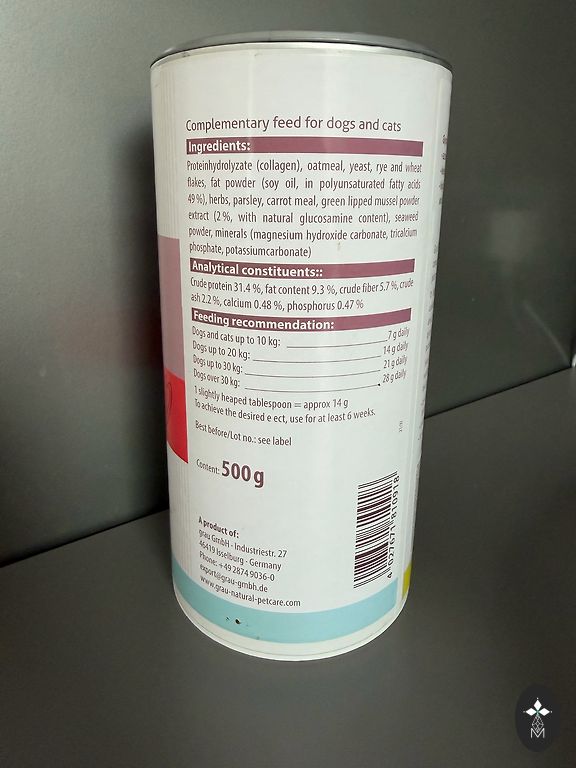 Complementary feed for dogs and cats
Ingredients:
Proteinhydrolyzate (collagen), oatmeal, yeast, rye and wheat
flakes, fat powder (soy oil, in polyunsaturated fatty acids
49 %), herbs, parsley, carrot meal, green lipped mussel powder
extract (2 %, with natural glucosamine content), seaweed
powder, minerals (magnesium hydroxide carbonate, tricalcium
phosphate, potassiumcarbonate)
Analytical constituents::
Crude protein 31.4 %, fat content 9.3 %, crude fiber 5.7 %, crude
ash 2.2 %, calcium 0.48 %, phosphorus 0.47 %
Feeding recommendation:
Dogs and cats up to 10 kg: 7 g daily
Dogs up to 20 kg: 14 g daily
Dogs up to 30 kg: 21 g daily
Dogs over 30 kg: 28 g daily
1 slightly heaped tablespoon = approx 14 g
To achieve the desired e ect, use for at least 6 weeks.
Best before/Lot no.: see label
Content: 500 g
A product of:
grau GmbH · Industriestr. 27
46419 Isselburg · Germany
Phone: +49 2874 9036-0
export@grau-gmbh.de
www.grau-natural-petcare.com
4 027677 610918
M